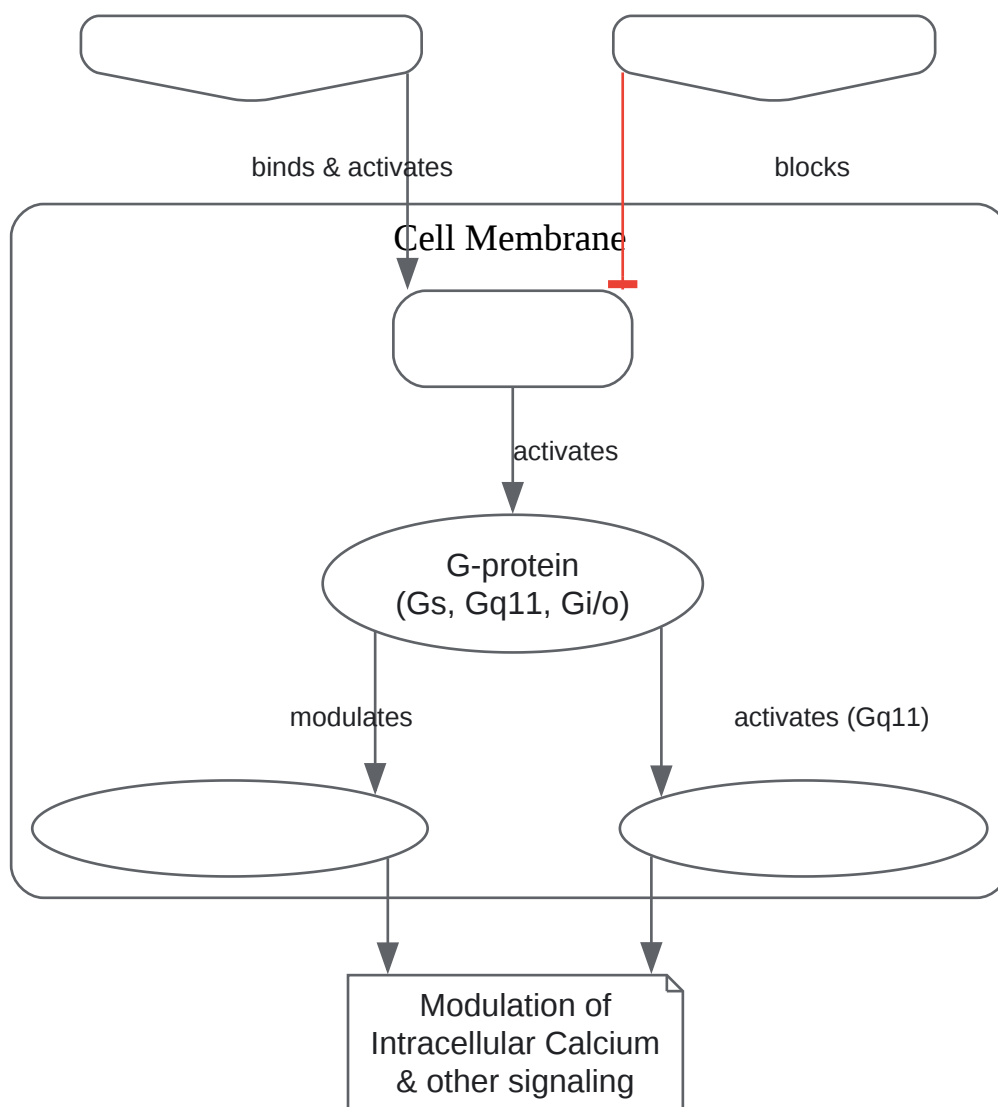 binds & activates
blocks
Cell Membrane
activates
G-protein
(Gs, Gq11, Gi/o)
modulates
activates (Gq11)
Modulation of
Intracellular Calcium
& other signaling